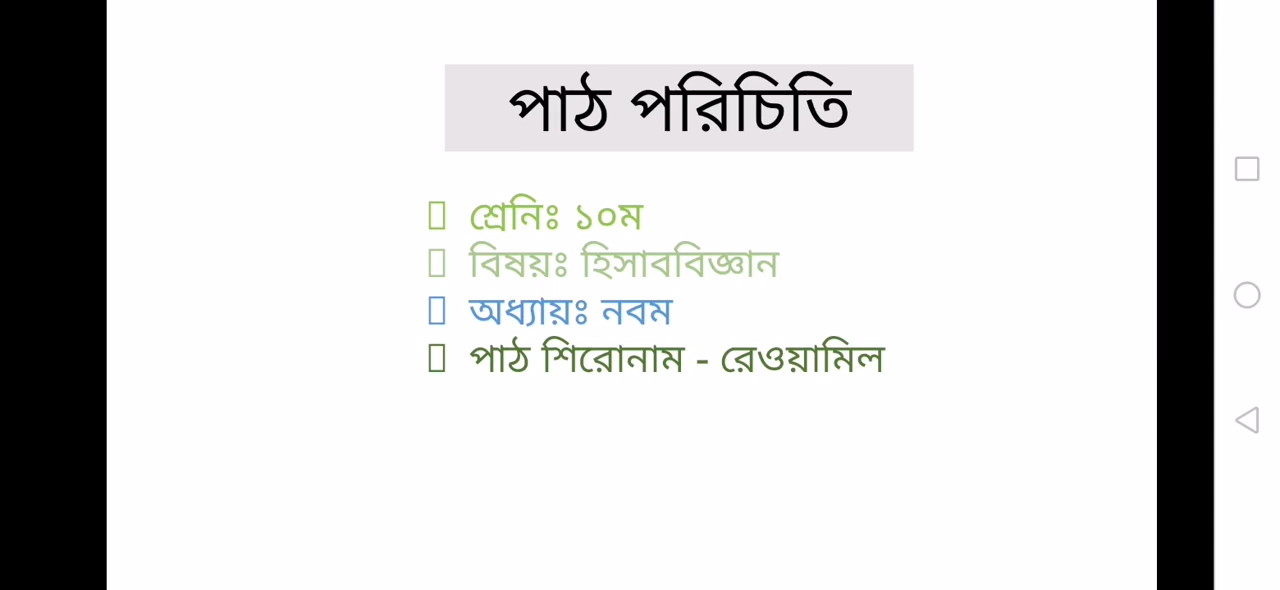 পাঠ পরিচিতি
শ্রেনিঃ ১০ম
বিষয়ঃ হিসাববিজ্ঞান
অধ্যায়ঃ নবম
পাঠ শিরোনাম - রেওয়ামিল